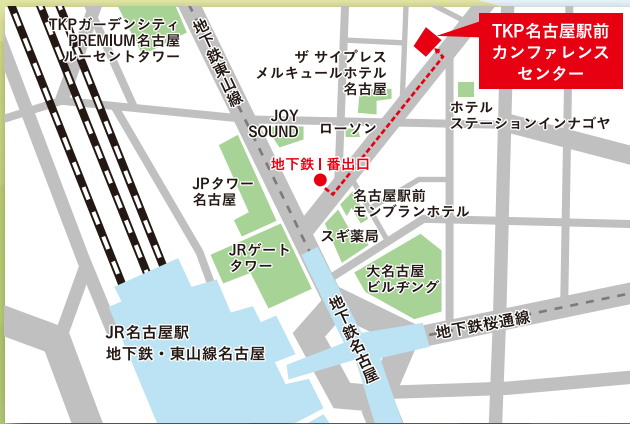 TKPガーデンシティ
PREMIUM名古屋
ルーセントタワー
地下鉄東山線
ザ サイプレス
メルキュールホテル
名古屋
TKP名古屋駅前
カンファレンス
センター
JOY
SOUND
ローソン
ホテル
ステーションインナゴヤ
地下鉄1番出口
JPタワー
名古屋
名古屋駅前
モンブランホテル
スギ薬局
JRゲート
タワー
大名古屋
ビルヂング
JR名古屋駅
地下鉄・東山線名古屋
地下鉄名古屋
地下鉄桜通線